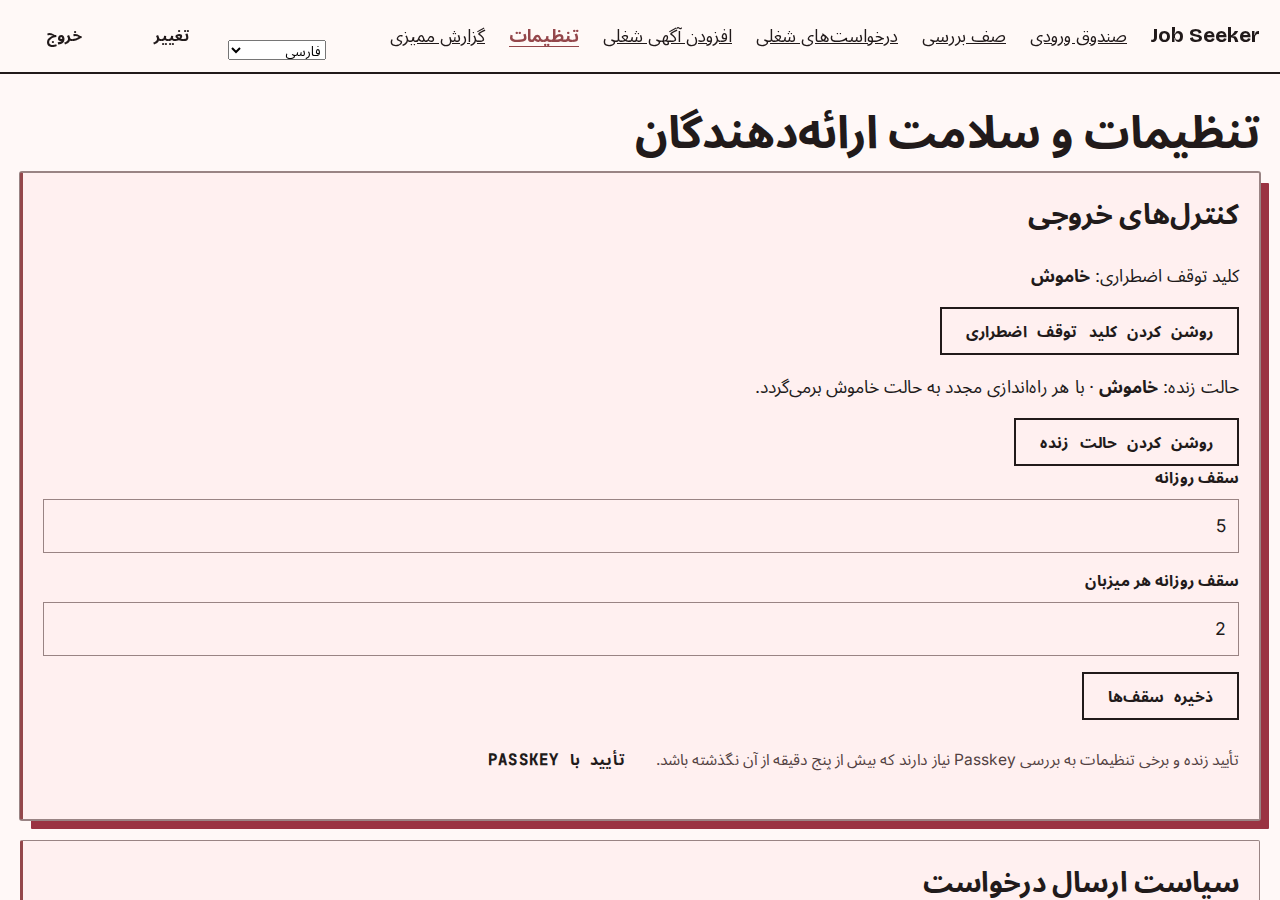 Job Seeker صندوق ورودی صف بررسی درخواست‌های شغلی افزودن آگهی شغلی تنظیمات گزارش ممیزی فارسی تغییر خروج
تنظیمات و سلامت ارائه‌دهندگان
کنترل‌های خروجی
کلید توقف اضطراری: خاموش
روشن کردن کلید توقف اضطراری
حالت زنده: خاموش · با هر راه‌اندازی مجدد به حالت خاموش برمی‌گردد.
روشن کردن حالت زنده
سقف روزانه
5
سقف روزانه هر میزبان
2
ذخیره سقف‌ها
تأیید زنده و برخی تنظیمات به بررسی Passkey نیاز دارند که بیش از پنج دقیقه از آن نگذشته باشد. تأیید با PASSKEY
سیاست ارسال درخواست